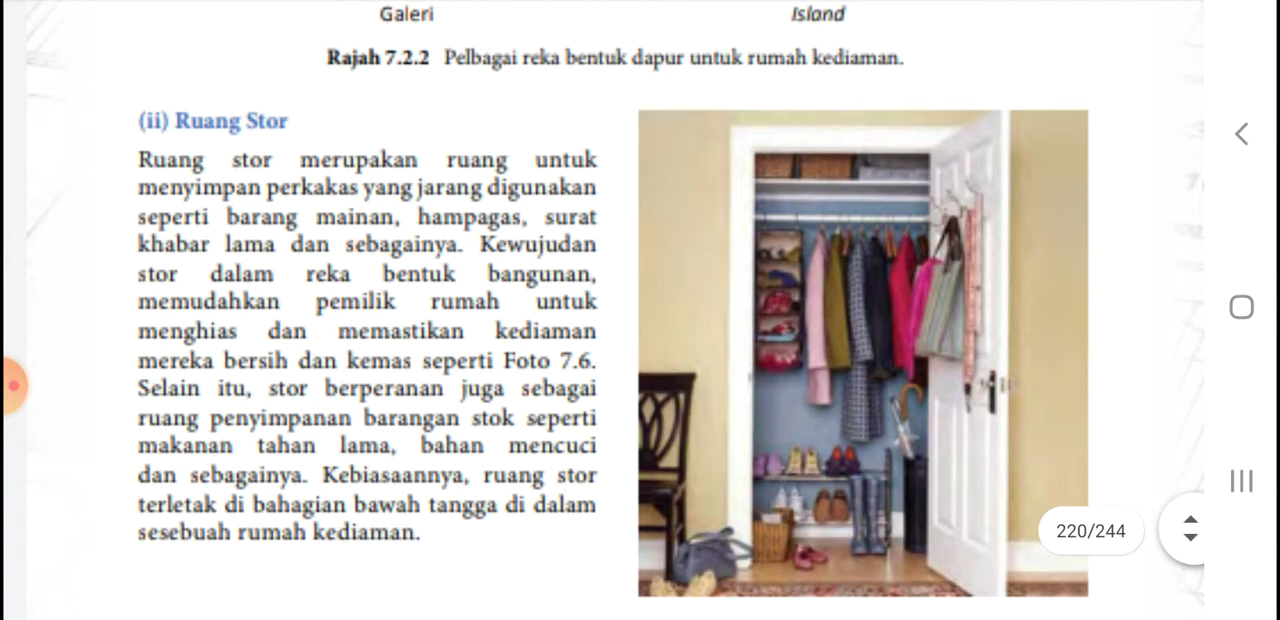 Galeri
Island
Rajah 7.2.2 Pelbagai reka bentuk dapur untuk rumah kediaman.
(ii) Ruang Stor
Ruang stor merupakan ruang untuk
menyimpan perkakas yang jarang digunakan
seperti barang mainan, hampagas, surat
khabar lama dan sebagainya. Kewujudan
stor dalam reka bentuk bangunan,
memudahkan pemilik rumah untuk
menghias dan memastikan kediaman
mereka bersih dan kemas seperti Foto 7.6.
Selain itu, stor berperanan juga sebagai
ruang penyimpanan barangan stok seperti
makanan tahan lama, bahan mencuci
dan sebagainya. Kebiasaannya, ruang stor
terletak di bahagian bawah tangga di dalam
sesebuah rumah kediaman.
220/244